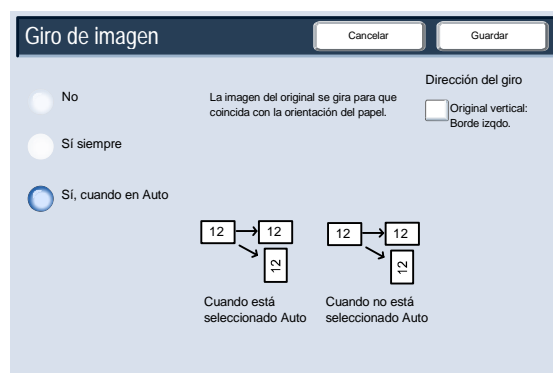 Giro de imagen
Cancelar
Guardar
No
Sí siempre
Sí, cuando en Auto
La imagen del original se gira para que
coincida con la orientación del papel.
Dirección del giro
Original vertical:
Borde izqdo.
12 12
12
Cuando está
seleccionado Auto
12 12
12
Cuando no está
seleccionado Auto